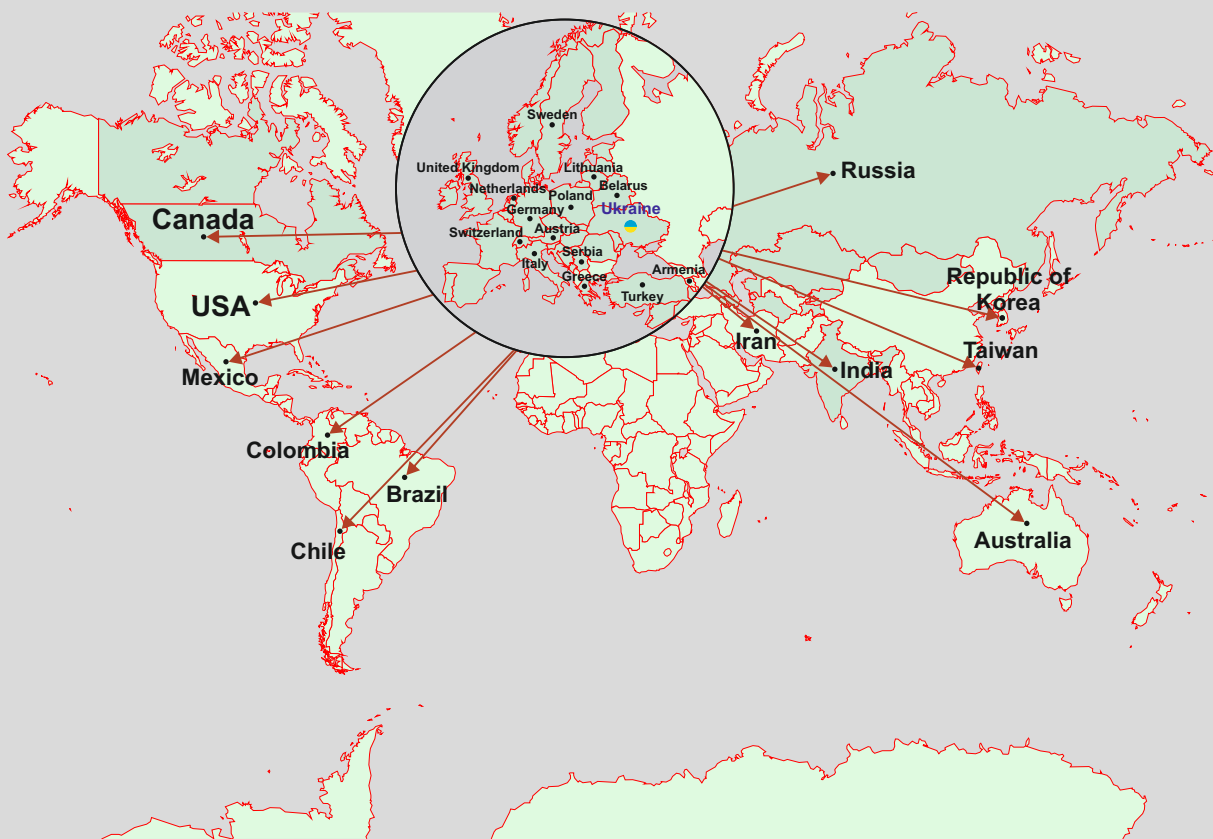 Sweden
United Kingdom
Lithuania
Netherlands
Belarus
Poland
Germany
Ukraine
Switzerland
Austria
Serbia
Italy
Greece
Armenia
Turkey
Russia
Canada
USA
Republic of
Korea
Iran
Taiwan
Mexico
India
Colombia
Brazil
Chile
Australia